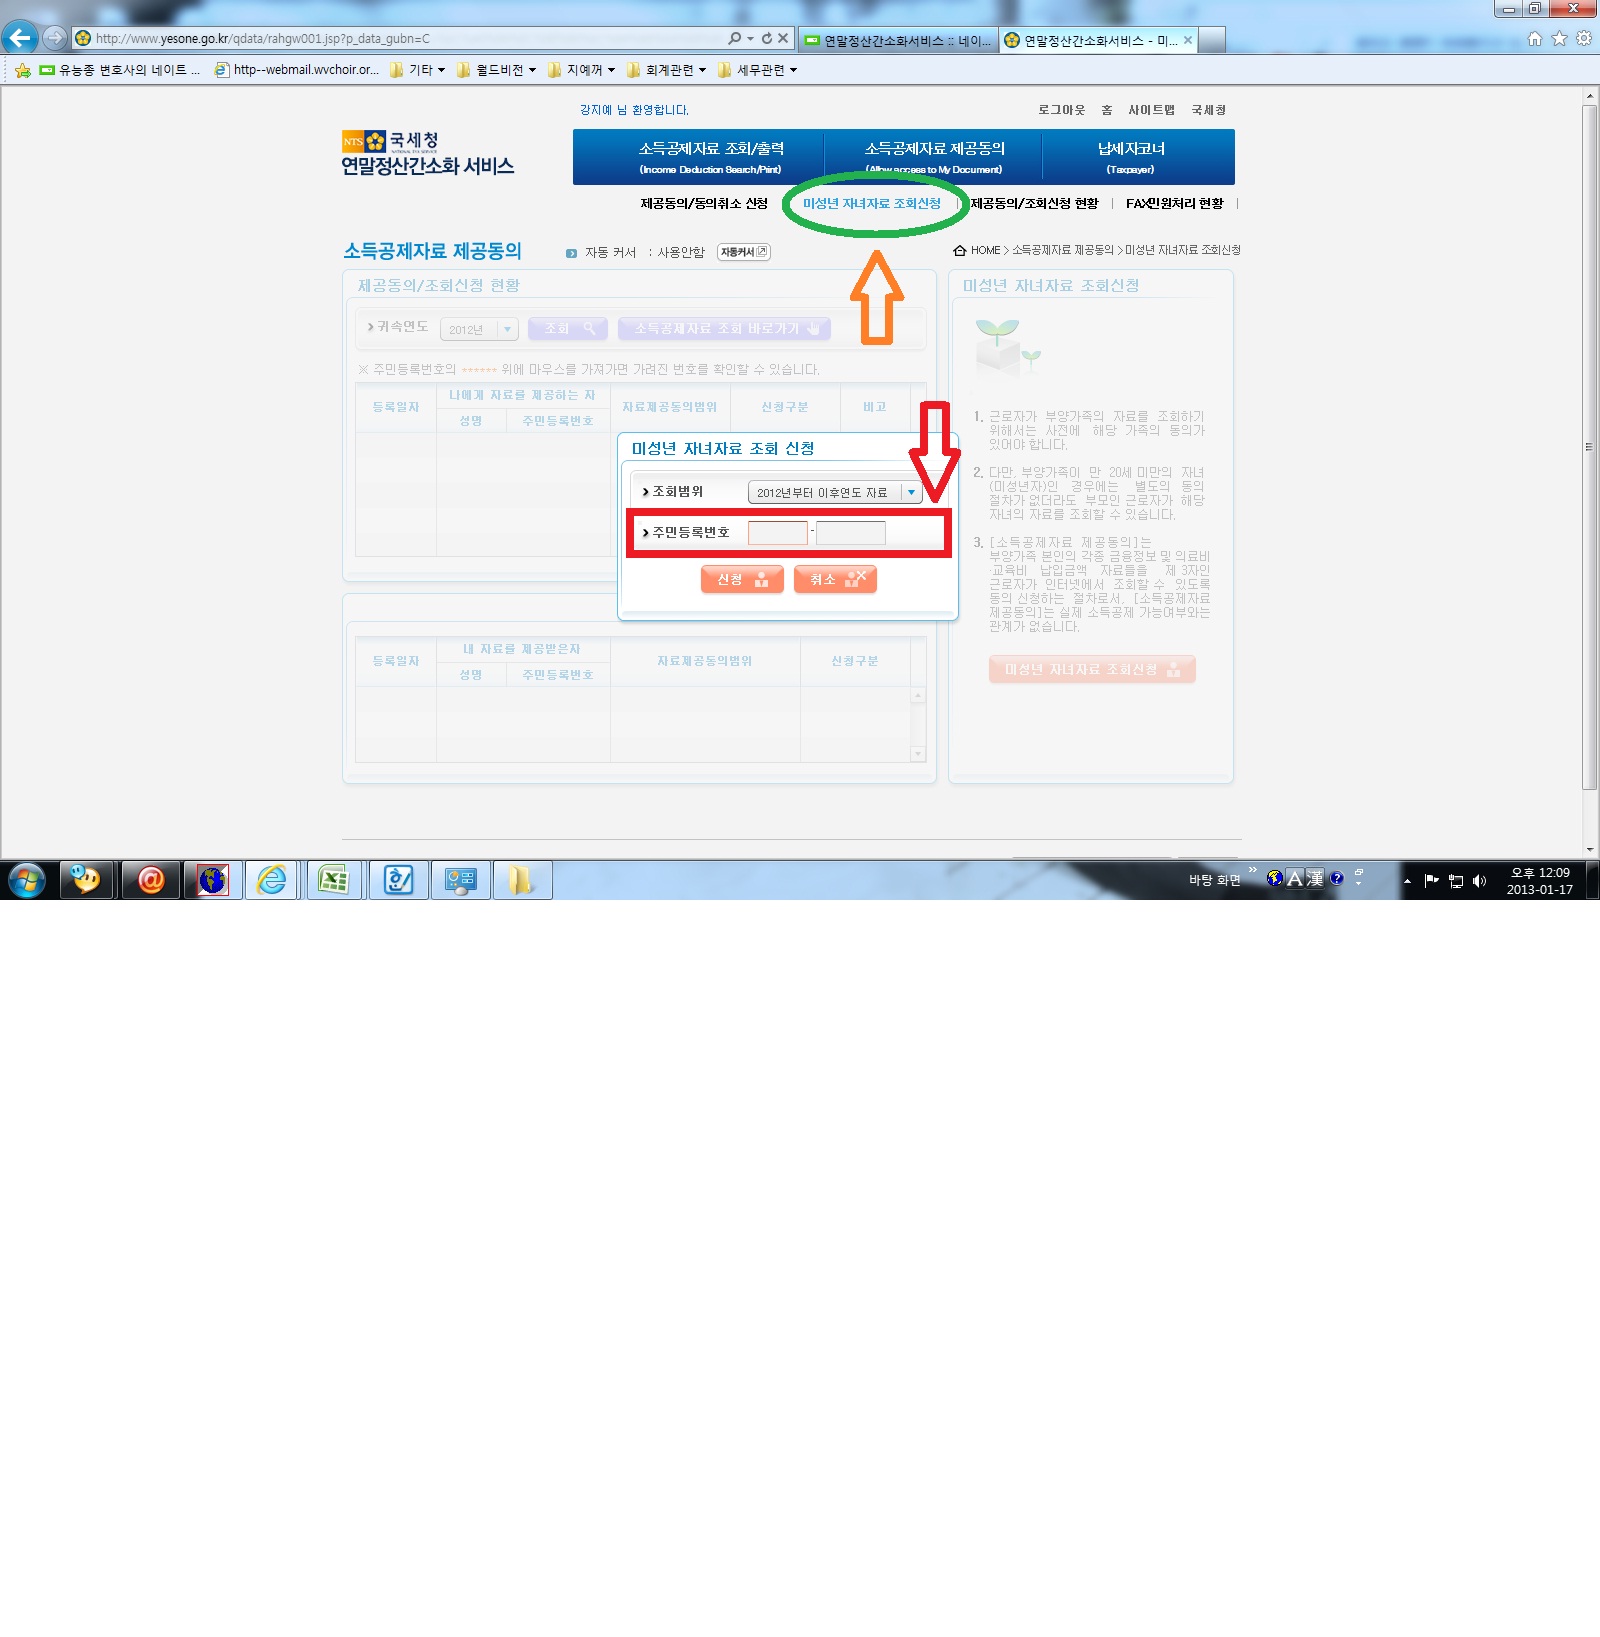 http://www.yesone.go.kr/qdata/rahgw001.jsp?p_data_gubn=C
연말정산간소화서비스 :: 네이...
연말정산간소화서비스 - 미...
유능종 변호사의 네이트 ...
http--webmail.wvchoir.or...
기타
월드비전
지예꺼
회계관련
세무관련
강지예 님 환영합니다.
로그아웃 홈 사이트맵 국세청
NTS 국세청
연말정산간소화 서비스
소득공제자료 조회/출력
(Income Deduction Search/Print)
소득공제자료 제공동의
(Allow access to My Document)
납세자코너
(Taxpayer)
제공동의/동의취소 신청
미성년 자녀자료 조회신청
제공동의/조회신청 현황
FAX민원처리 현황
소득공제자료 제공동의
자동 커서 : 사용안함 자동커서
HOME > 소득공제자료 제공동의 > 미성년 자녀자료 조회신청
제공동의/조회신청 현황
귀속연도 2012년 조회 소득공제자료 조회 바로가기
※ 주민등록번호의 ****** 위에 마우스를 가져가면 가려진 번호를 확인할 수 있습니다.
등록일자 나에게 자료를 제공하는 자 자료제공동의범위 신청구분 비고
성명 주민등록번호
미성년 자녀자료 조회 신청
조회범위 2012년부터 이후연도 자료
주민등록번호 -
신청 취소
등록일자 내 자료를 제공받은자 자료제공동의범위 신청구분
성명 주민등록번호
미성년 자녀자료 조회신청
1. 근로자가 부양가족의 자료를 조회하기
위해서는 사전에 해당 가족의 동의가
있어야 합니다.
2. 다만, 부양가족이 만 20세 미만의 자녀
(미성년자)인 경우에는 별도의 동의
절차가 없더라도 부모인 근로자가 해당
자녀의 자료를 조회할 수 있습니다.
3. [소득공제자료 제공동의]는
부양가족 본인의 각종 금융정보 및 의료비
·교육비 납입금액 자료들을 제 3자인
근로자가 인터넷에서 조회할 수 있도록
동의 신청하는 절차로서, [소득공제자료
제공동의]는 실제 소득공제 가능여부와는
관계가 없습니다.
미성년 자녀자료 조회신청
바탕 화면
A 漢
오후 12:09
2013-01-17